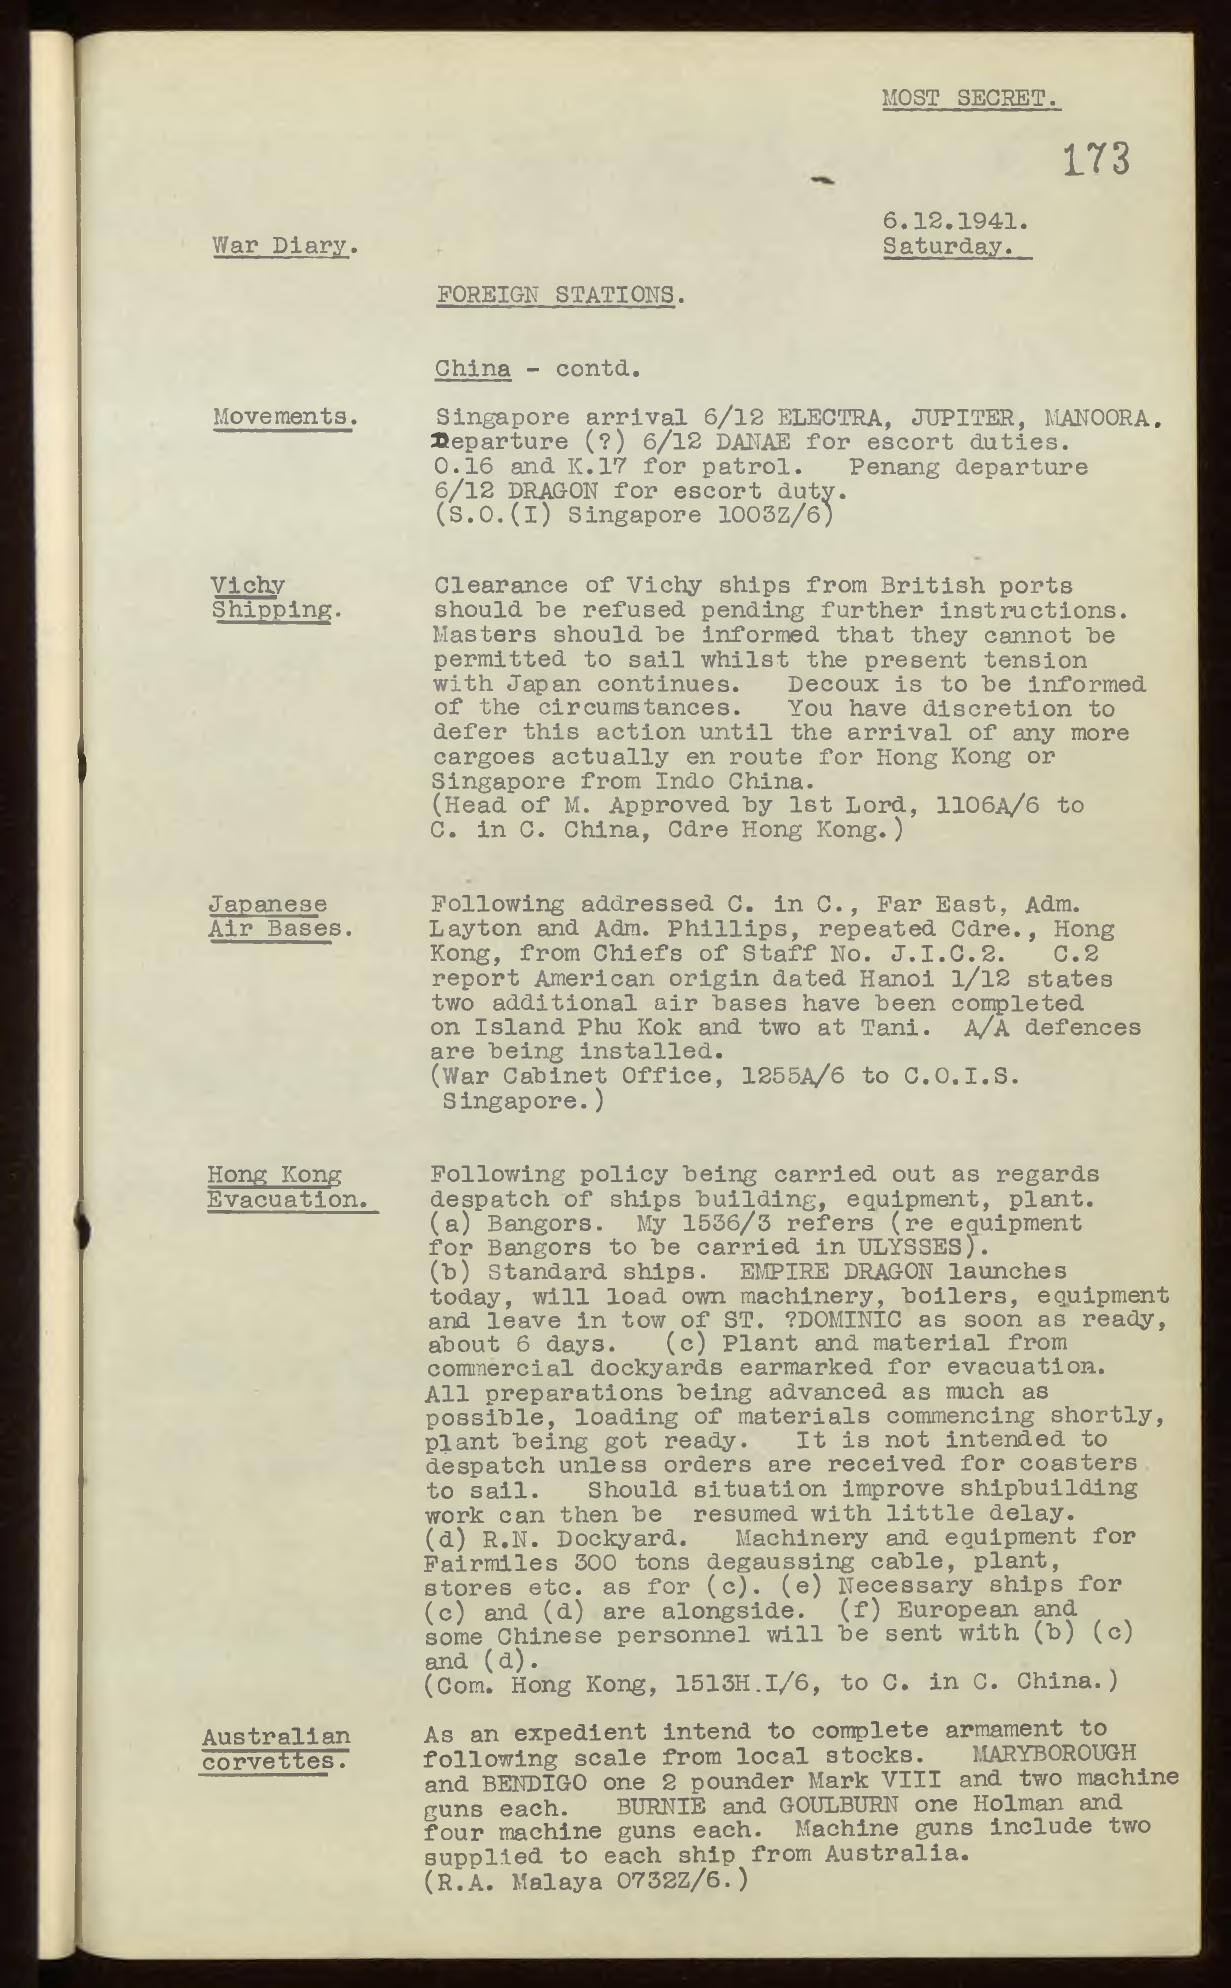 MOST SECRET.
173
6.12.1941.
War Diary.
Saturday.
FOREIGN STATIONS.
China - contd.
Movements.
Singapore arrival 6/12 ELECTRA, JUPITER, MANOORA.
Departure (?) 6/12 DANAE for escort duties.
O.16 and K.17 for patrol. Penang departure
6/12 DRAGON for escort duty.
(S.O.(I) Singapore 1003Z/6)
Vichy
Shipping.
Clearance of Vichy ships from British ports
should be refused pending further instructions.
Masters should be informed that they cannot be
permitted to sail whilst the present tension
with Japan continues. Decoux is to be informed
of the circumstances. You have discretion to
defer this action until the arrival of any more
cargoes actually en route for Hong Kong or
Singapore from Indo China.
(Head of M. Approved by 1st Lord, 1106A/6 to
C. in C. China, Cdre Hong Kong.)
Japanese
Air Bases.
Following addressed C. in C., Far East, Adm.
Layton and Adm. Phillips, repeated Cdre., Hong
Kong, from Chiefs of Staff No. J.I.C.2. C.2
report American origin dated Hanoi 1/12 states
two additional air bases have been completed
on Island Phu Kok and two at Tani. A/A defences
are being installed.
(War Cabinet Office, 1255A/6 to C.O.I.S.
Singapore.)
Hong Kong
Evacuation.
Following policy being carried out as regards
despatch of ships building, equipment, plant.
(a) Bangors. My 1536/3 refers (re equipment
for Bangors to be carried in ULYSSES).
(b) Standard ships. EMPIRE DRAGON launches
today, will load own machinery, boilers, equipment
and leave in tow of ST. ?DOMINIC as soon as ready,
about 6 days. (c) Plant and material from
commercial dockyards earmarked for evacuation.
All preparations being advanced as much as
possible, loading of materials commencing shortly,
plant being got ready. It is not intended to
despatch unless orders are received for coasters
to sail. Should situation improve shipbuilding
work can then be resumed with little delay.
(d) R.N. Dockyard. Machinery and equipment for
Fairmiles 300 tons degaussing cable, plant,
stores etc. as for (c). (e) Necessary ships for
(c) and (d) are alongside. (f) European and
some Chinese personnel will be sent with (b) (c)
and (d).
(Com. Hong Kong, 1513H.I/6, to C. in C. China.)
Australian
corvettes.
As an expedient intend to complete armament to
following scale from local stocks. MARYBOROUGH
and BENDIGO one 2 pounder Mark VIII and two machine
guns each. BURNIE and GOULBURN one Holman and
four machine guns each. Machine guns include two
supplied to each ship from Australia.
(R.A. Malaya 0732Z/6.)